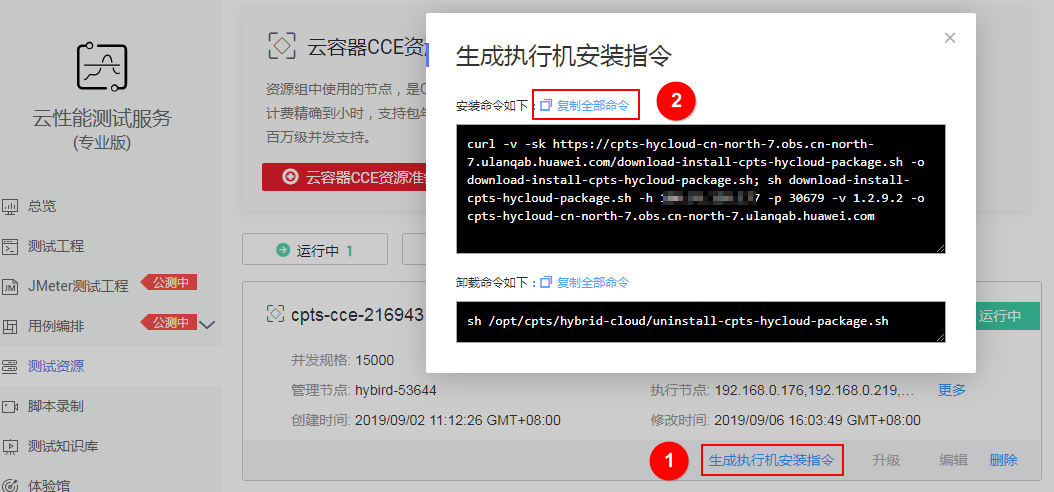 云性能测试服务
(专业版)
总览
测试工程
JMeter测试工程
公测中
用例编排
公测中
测试资源
脚本录制
测试知识库
体验馆
云容器CCE资
资源组中使用的节点，是
计费精确到小时，支持包
百万级并发支持。
云容器CCE资源准
运行中 1
生成执行机安装指令
安装命令如下：
复制全部命令
2
curl -v -sk https://cpts-hycloud-cn-north-7.obs.cn-north-
7.ulanqab.huawei.com/download-install-cpts-hycloud-package.sh -o
download-install-cpts-hycloud-package.sh; sh download-install-
cpts-hycloud-package.sh -h -p 30679 -v 1.2.9.2 -o
cpts-hycloud-cn-north-7.obs.cn-north-7.ulanqab.huawei.com
卸载命令如下：
复制全部命令
sh /opt/cpts/hybrid-cloud/uninstall-cpts-hycloud-package.sh
cpts-cce-216943
运行中
并发规格: 15000
管理节点: hybird-53644
执行节点: 192.168.0.176,192.168.0.219,...
更多
创建时间: 2019/09/02 11:12:26 GMT+08:00
修改时间: 2019/09/06 16:03:49 GMT+08:00
1
生成执行机安装指令
升级
编辑
删除